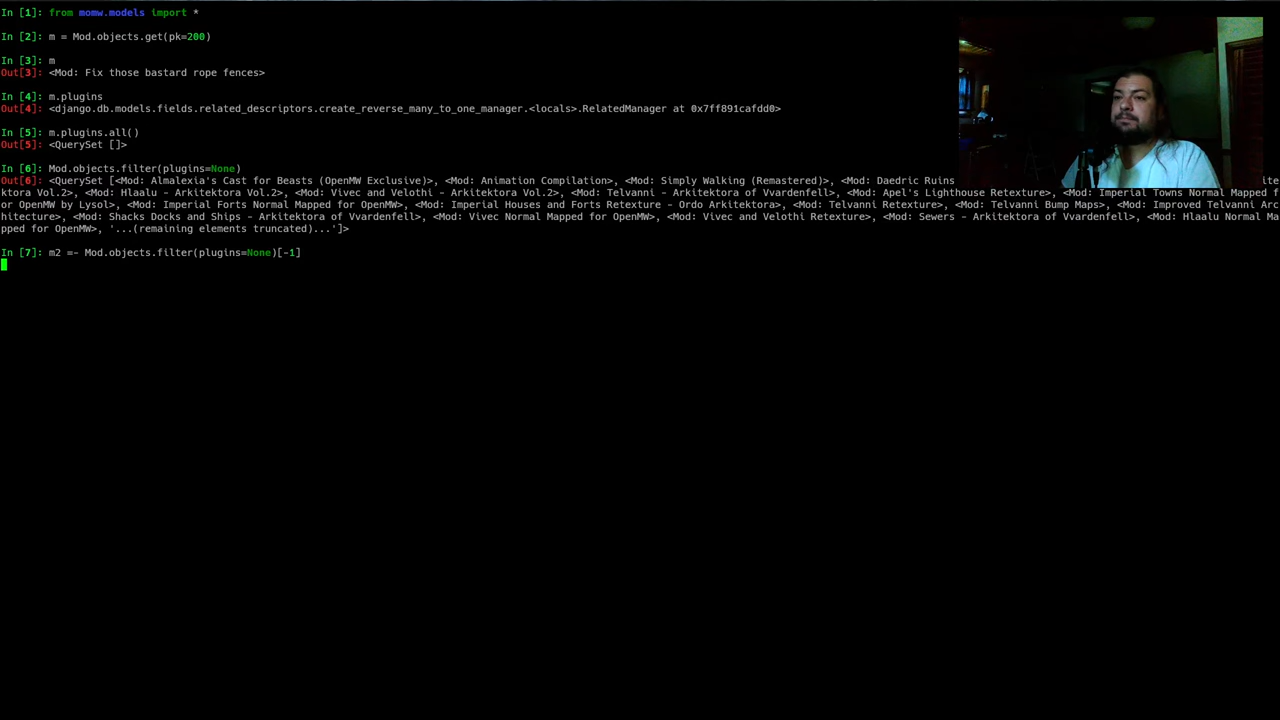 In [1]: from momw.models import *
In [2]: m = Mod.objects.get(pk=200)
In [3]: m
Out[3]: <Mod: Fix those bastard rope fences>
In [4]: m.plugins
Out[4]: <django.db.models.fields.related_descriptors.create_reverse_many_to_one_manager.<locals>.RelatedManager at 0x7ff891cafdd0>
In [5]: m.plugins.all()
Out[5]: <QuerySet []>
In [6]: Mod.objects.filter(plugins=None)
Out[6]: <QuerySet [<Mod: Almalexia's Cast for Beasts (OpenMW Exclusive)>, <Mod: Animation Compilation>, <Mod: Simply Walking (Remastered)>, <Mod: Daedric Ruins ite
ktora Vol.2>, <Mod: Hlaalu - Arkitektora Vol.2>, <Mod: Vivec and Velothi - Arkitektora Vol.2>, <Mod: Telvanni - Arkitektora of Vvardenfell>, <Mod: Apel's Lighthouse Retexture>, <Mod: Imperial Towns Normal Mapped f
or OpenMW by Lysol>, <Mod: Imperial Forts Normal Mapped for OpenMW>, <Mod: Imperial Houses and Forts Retexture - Ordo Arkitektora>, <Mod: Telvanni Retexture>, <Mod: Telvanni Bump Maps>, <Mod: Improved Telvanni Arc
hitecture>, <Mod: Shacks Docks and Ships - Arkitektora of Vvardenfell>, <Mod: Vivec Normal Mapped for OpenMW>, <Mod: Vivec and Velothi Retexture>, <Mod: Sewers - Arkitektora of Vvardenfell>, <Mod: Hlaalu Normal Ma
pped for OpenMW>, '...(remaining elements truncated)...']>
In [7]: m2 =- Mod.objects.filter(plugins=None)[-1]